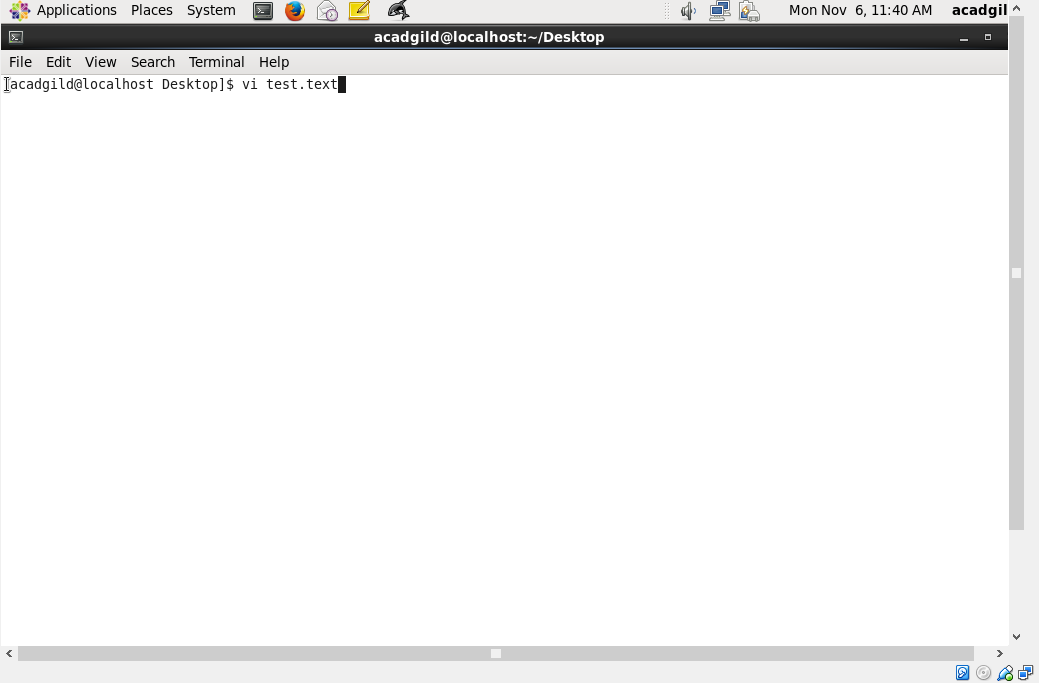 Applications Places System Mon Nov 6, 11:40 AM acadgil
acadgild@localhost:~/Desktop
File Edit View Search Terminal Help
[acadgild@localhost Desktop]$ vi test.text